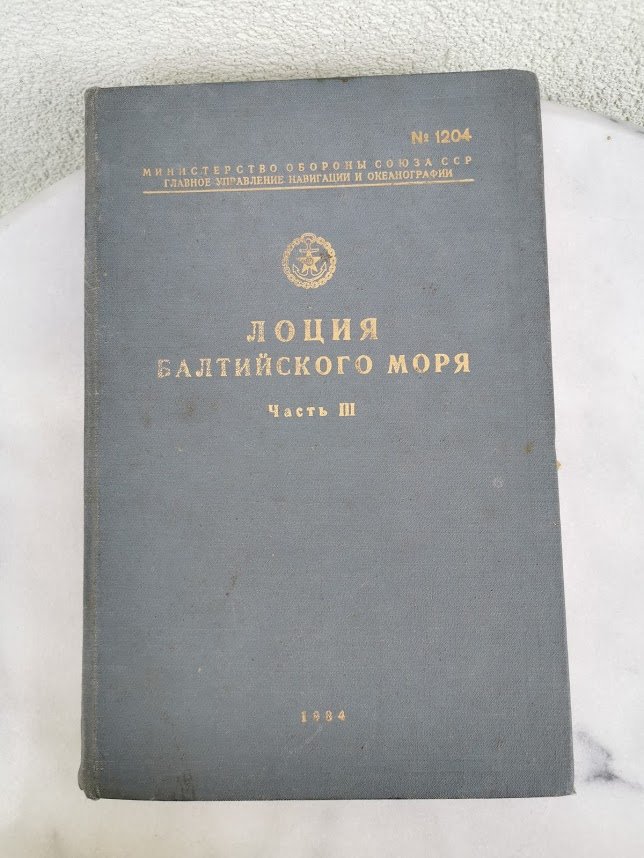 № 1204
МИНИСТЕРСТВО ОБОРОНЫ СОЮЗА ССР
ГЛАВНОЕ УПРАВЛЕНИЕ НАВИГАЦИИ И ОКЕАНОГРАФИИ
ЛОЦИЯ
БАЛТИЙСКОГО МОРЯ
Часть III
1984